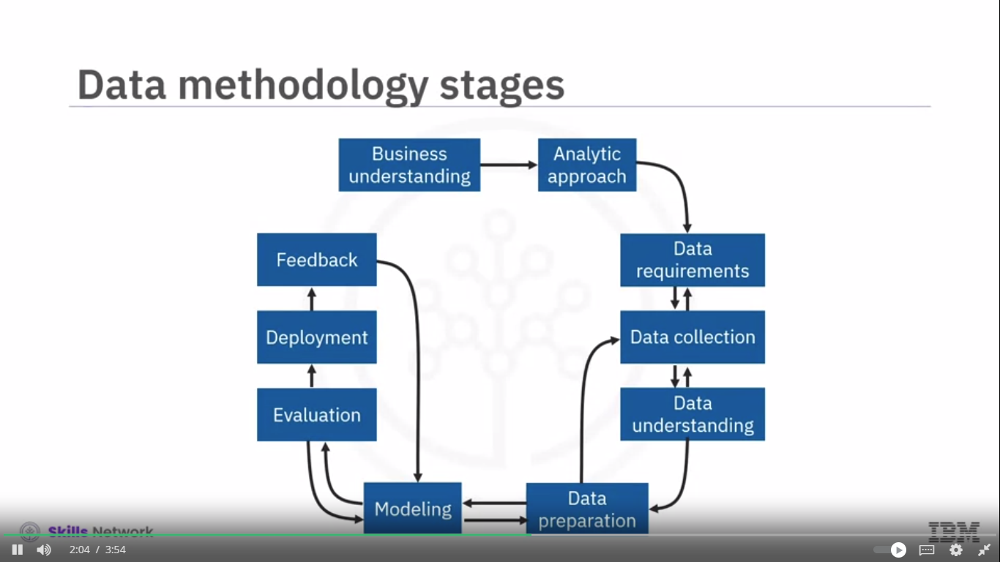 Data methodology stages
Business
understanding
Analytic
approach
Feedback
Data
requirements
Deployment
Data collection
Evaluation
Data
understanding
Modeling
Data
preparation
Skills Network
IBM
2:04 / 3:54